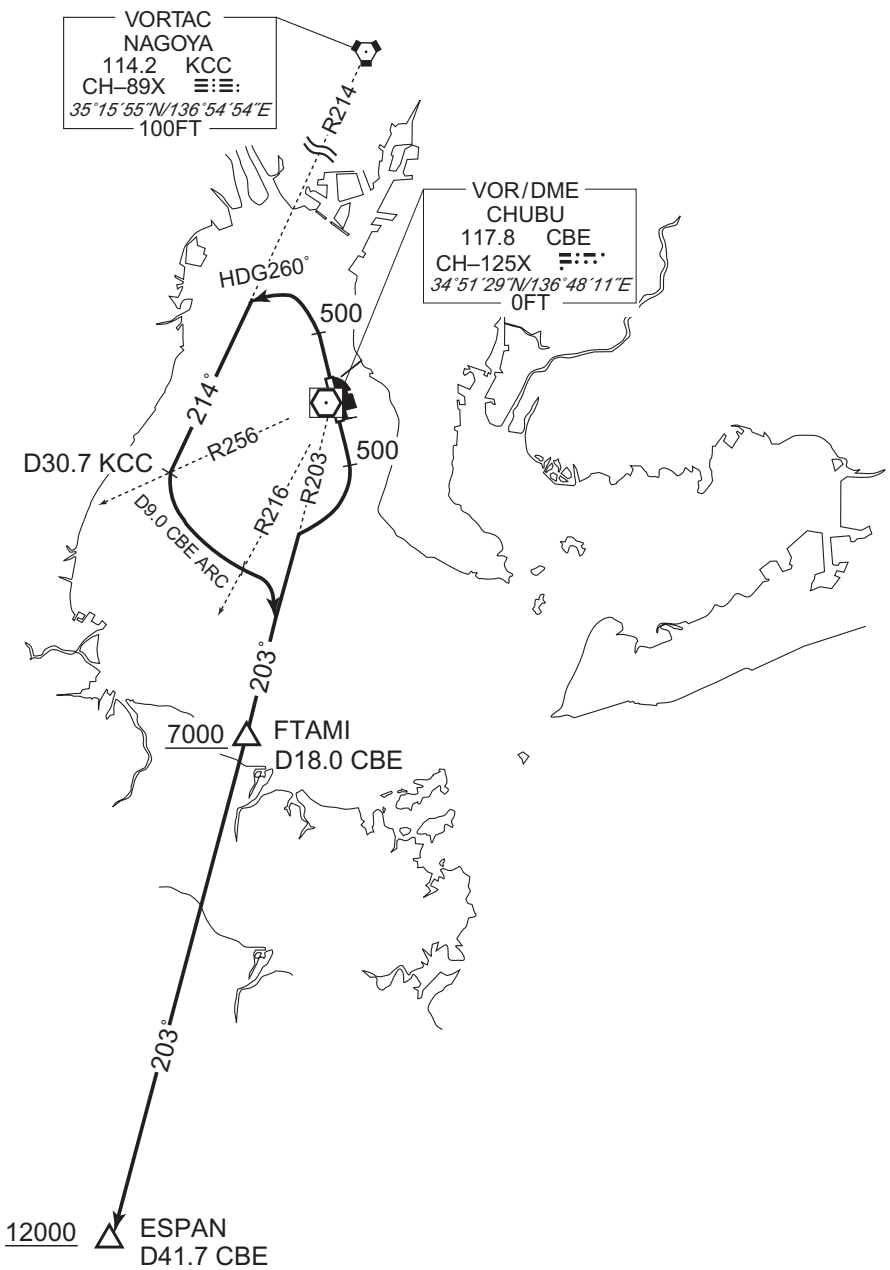 VORTAC
NAGOYA
114.2 KCC
CH–89X
35°15´55˝N/136°54´54˝E
100FT
R214
VOR/DME
CHUBU
117.8 CBE
CH–125X
34°51´29˝N/136°48´11˝E
0FT
HDG260°
500
214°
R256
D30.7 KCC
500
R203
R216
D9.0 CBE ARC
203°
7000 FTAMI
D18.0 CBE
203°
12000 ESPAN
D41.7 CBE